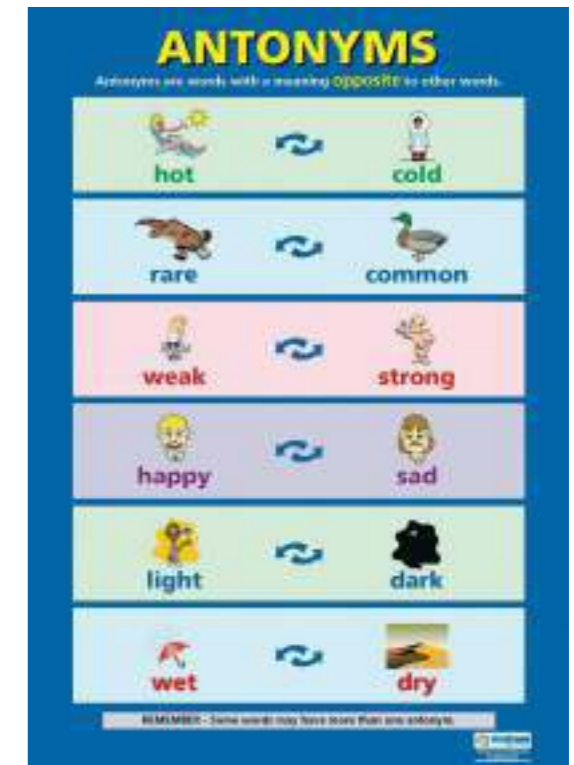 ANTONYMS
Antonyms are words with a meaning opposite to other words.
hot cold
rare common
weak strong
happy sad
light dark
wet dry
REMEMBER - Some words may have more than one antonym.